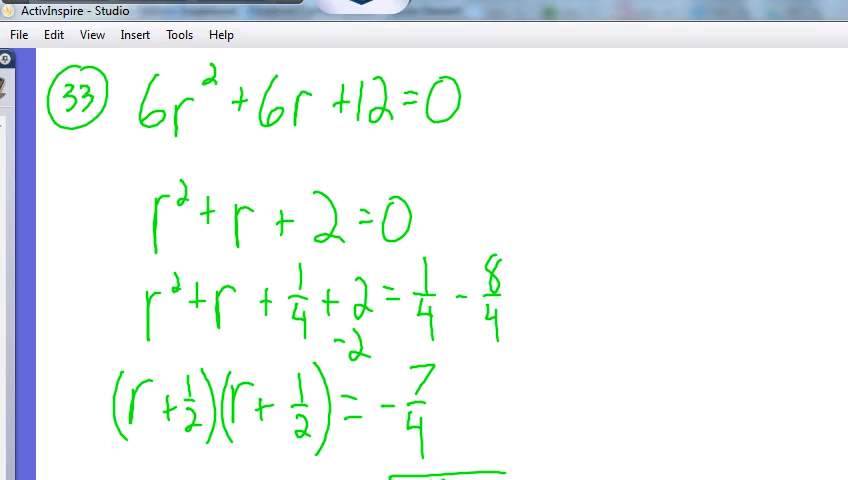 ActivInspire - Studio
File Edit View Insert Tools Help
33 6r² + 6r + 12 = 0
r² + r + 2 = 0
r² + r + 1/4 + 2 = 1/4 - 8/4
-2
(r + 1/2)(r + 1/2) = - 7/4